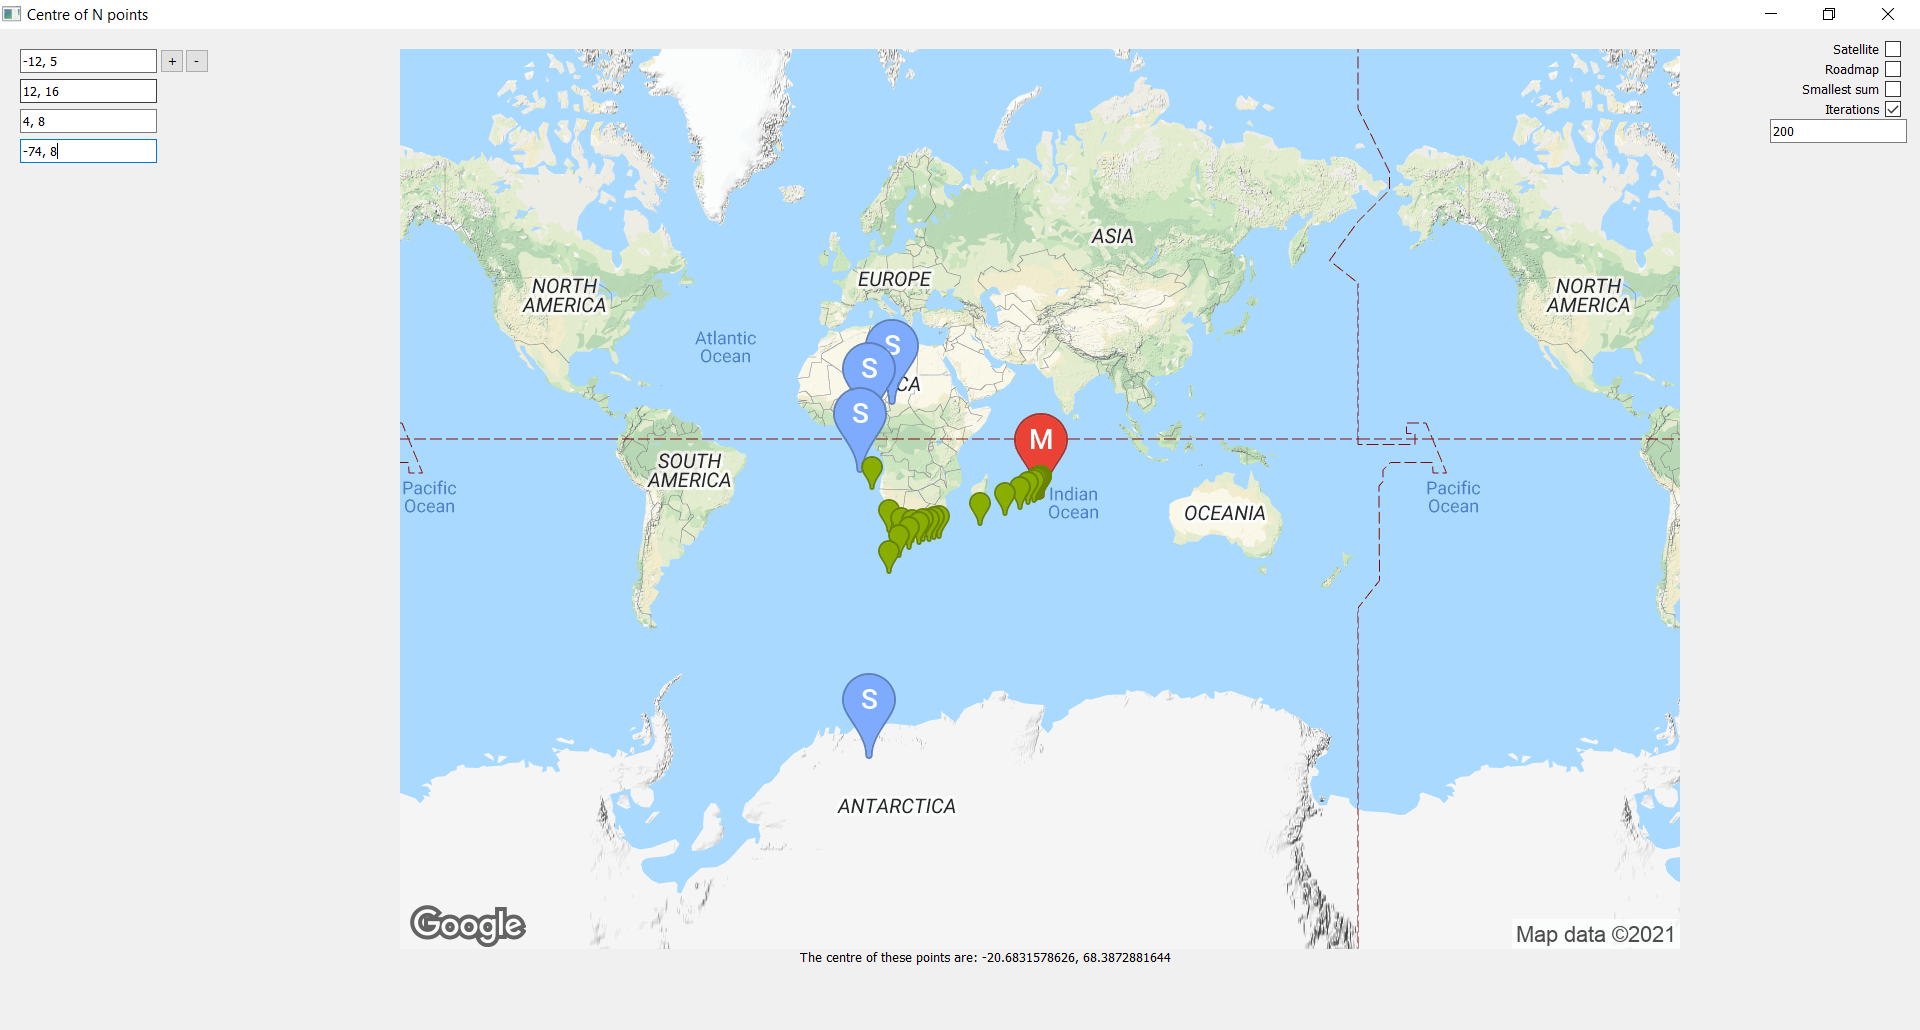 Centre of N points
-12, 5
+
-
12, 16
4, 8
-74, 8
Satellite
Roadmap
Smallest sum
Iterations
200
ASIA
EUROPE
NORTH
AMERICA
NORTH
AMERICA
Atlantic
Ocean
S
S
CA
S
M
SOUTH
AMERICA
Pacific
Ocean
Indian
Ocean
OCEANIA
Pacific
Ocean
S
ANTARCTICA
Google
Map data ©2021
The centre of these points are: -20.6831578626, 68.3872881644